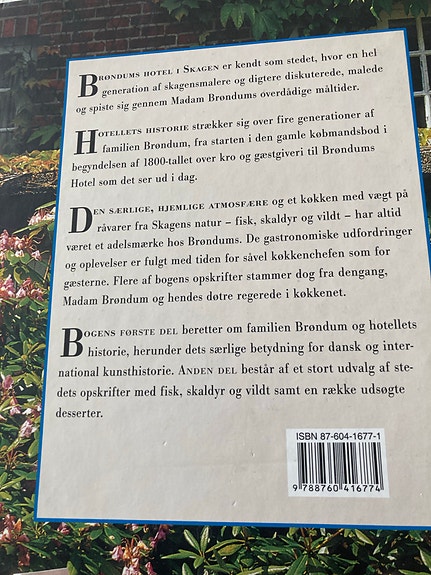 BRØNDUMS HOTEL I SKAGEN er kendt som stedet, hvor en hel
generation af skagensmalere og digtere diskuterede, malede
og spiste sig gennem Madam Brøndums overdådige måltider.
HOTELLETS HISTORIE strækker sig over fire generationer af
familien Brøndum, fra starten i den gamle købmandsbod i
begyndelsen af 1800-tallet over kro og gæstgiveri til Brøndums
Hotel som det ser ud i dag.
DEN SÆRLIGE, HJEMLIGE ATMOSFÆRE og et køkken med vægt på
råvarer fra Skagens natur – fisk, skaldyr og vildt – har altid
været et adelsmærke hos Brøndums. De gastronomiske udfordringer
og oplevelser er fulgt med tiden for såvel køkkenchefen som for
gæsterne. Flere af bogens opskrifter stammer dog fra dengang,
Madam Brøndum og hendes døtre regerede i køkkenet.
BOGENS FØRSTE DEL beretter om familien Brøndum og hotellets
historie, herunder dets særlige betydning for dansk og inter-
national kunsthistorie. ANDEN DEL består af et stort udvalg af ste-
dets opskrifter med fisk, skaldyr og vildt samt en række udsøgte
desserter.
ISBN 87-604-1677-1
9 788760 416774